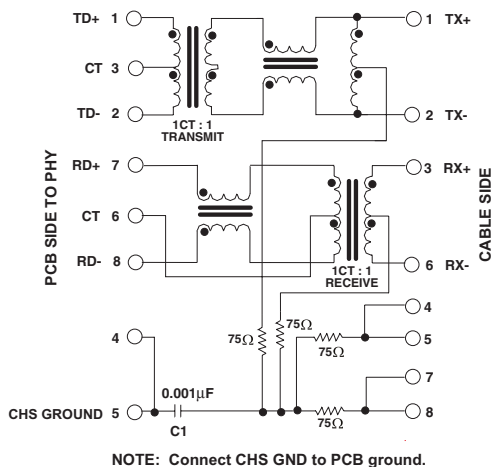 TD+ 1
1 TX+
CT 3
TD- 2
2 TX-
1CT : 1
TRANSMIT
PCB SIDE TO PHY
CABLE SIDE
RD+ 7
3 RX+
CT 6
RD- 8
6 RX-
1CT : 1
RECEIVE
4
75Ω
75Ω
4
5
75Ω
7
0.001µF
CHS GROUND 5
8
C1
75Ω
NOTE: Connect CHS GND to PCB ground.